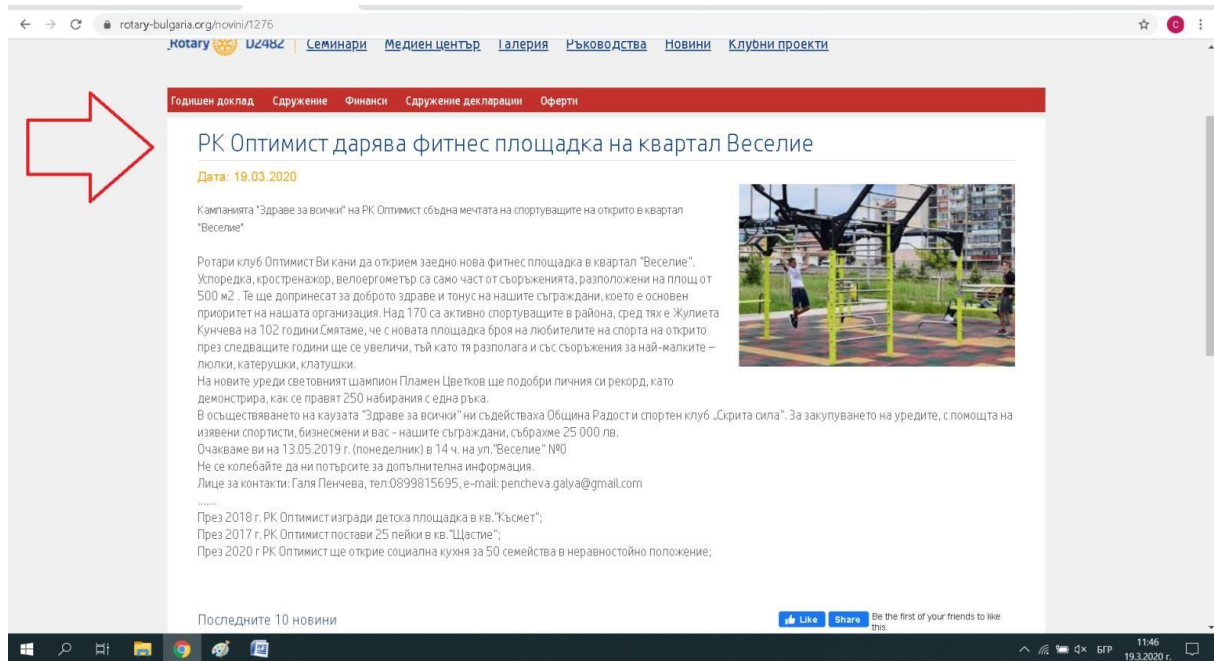 rotary-bulgaria.org/novini/1276
C
Rotary D2482 Семинари Медиен център Галерия Ръководства Новини Клубни проекти
Годишен доклад Сдружение Финанси Сдружение декларации Оферти
РК Оптимист дарява фитнес площадка на квартал Веселие
Дата: 19.03.2020
Кампанията "Здраве за всички" на РК Оптимист сбъдна мечтата на спортуващите на открито в квартал
"Веселие"
Ротари клуб Оптимист Ви кани да открием заедно нова фитнес площадка в квартал "Веселие".
Успоредка, кростренажор, велоергометър са само част от съоръженията, разположени на площ от
500 м2 . Те ще допринесат за доброто здраве и тонус на нашите съграждани, което е основен
приоритет на нашата организация. Над 170 са активно спортуващите в района, сред тях е Жулиета
Кунчева на 102 години.Смятаме, че с новата площадка броя на любителите на спорта на открито
през следващите години ще се увеличи, тъй като тя разполага и със съоръжения за най-малките –
люлки, катерушки, клатушки.
На новите уреди световният шампион Пламен Цветков ще подобри личния си рекорд, като
демонстрира, как се правят 250 набирания с една ръка.
В осъществяването на каузата "Здраве за всички" ни съдействаха Община Радост и спортен клуб „Скрита сила". За закупуването на уредите, с помощта на
изявени спортисти, бизнесмени и вас - нашите съграждани, събрахме 25 000 лв.
Очакваме ви на 13.05.2019 г. (понеделник) в 14 ч. на ул."Веселие" №0
Не се колебайте да ни потърсите за допълнителна информация.
Лице за контакти: Галя Пенчева, тел:0899815695, e-mail: pencheva.galya@gmail.com
.......
През 2018 г. РК Оптимист изгради детска площадка в кв."Късмет";
През 2017 г. РК Оптимист постави 25 пейки в кв."Щастие";
През 2020 г РК Оптимист ще открие социална кухня за 50 семейства в неравностойно положение;
Последните 10 новини
Like Share Be the first of your friends to like
this.
БГР 11:46
19.3.2020 г.